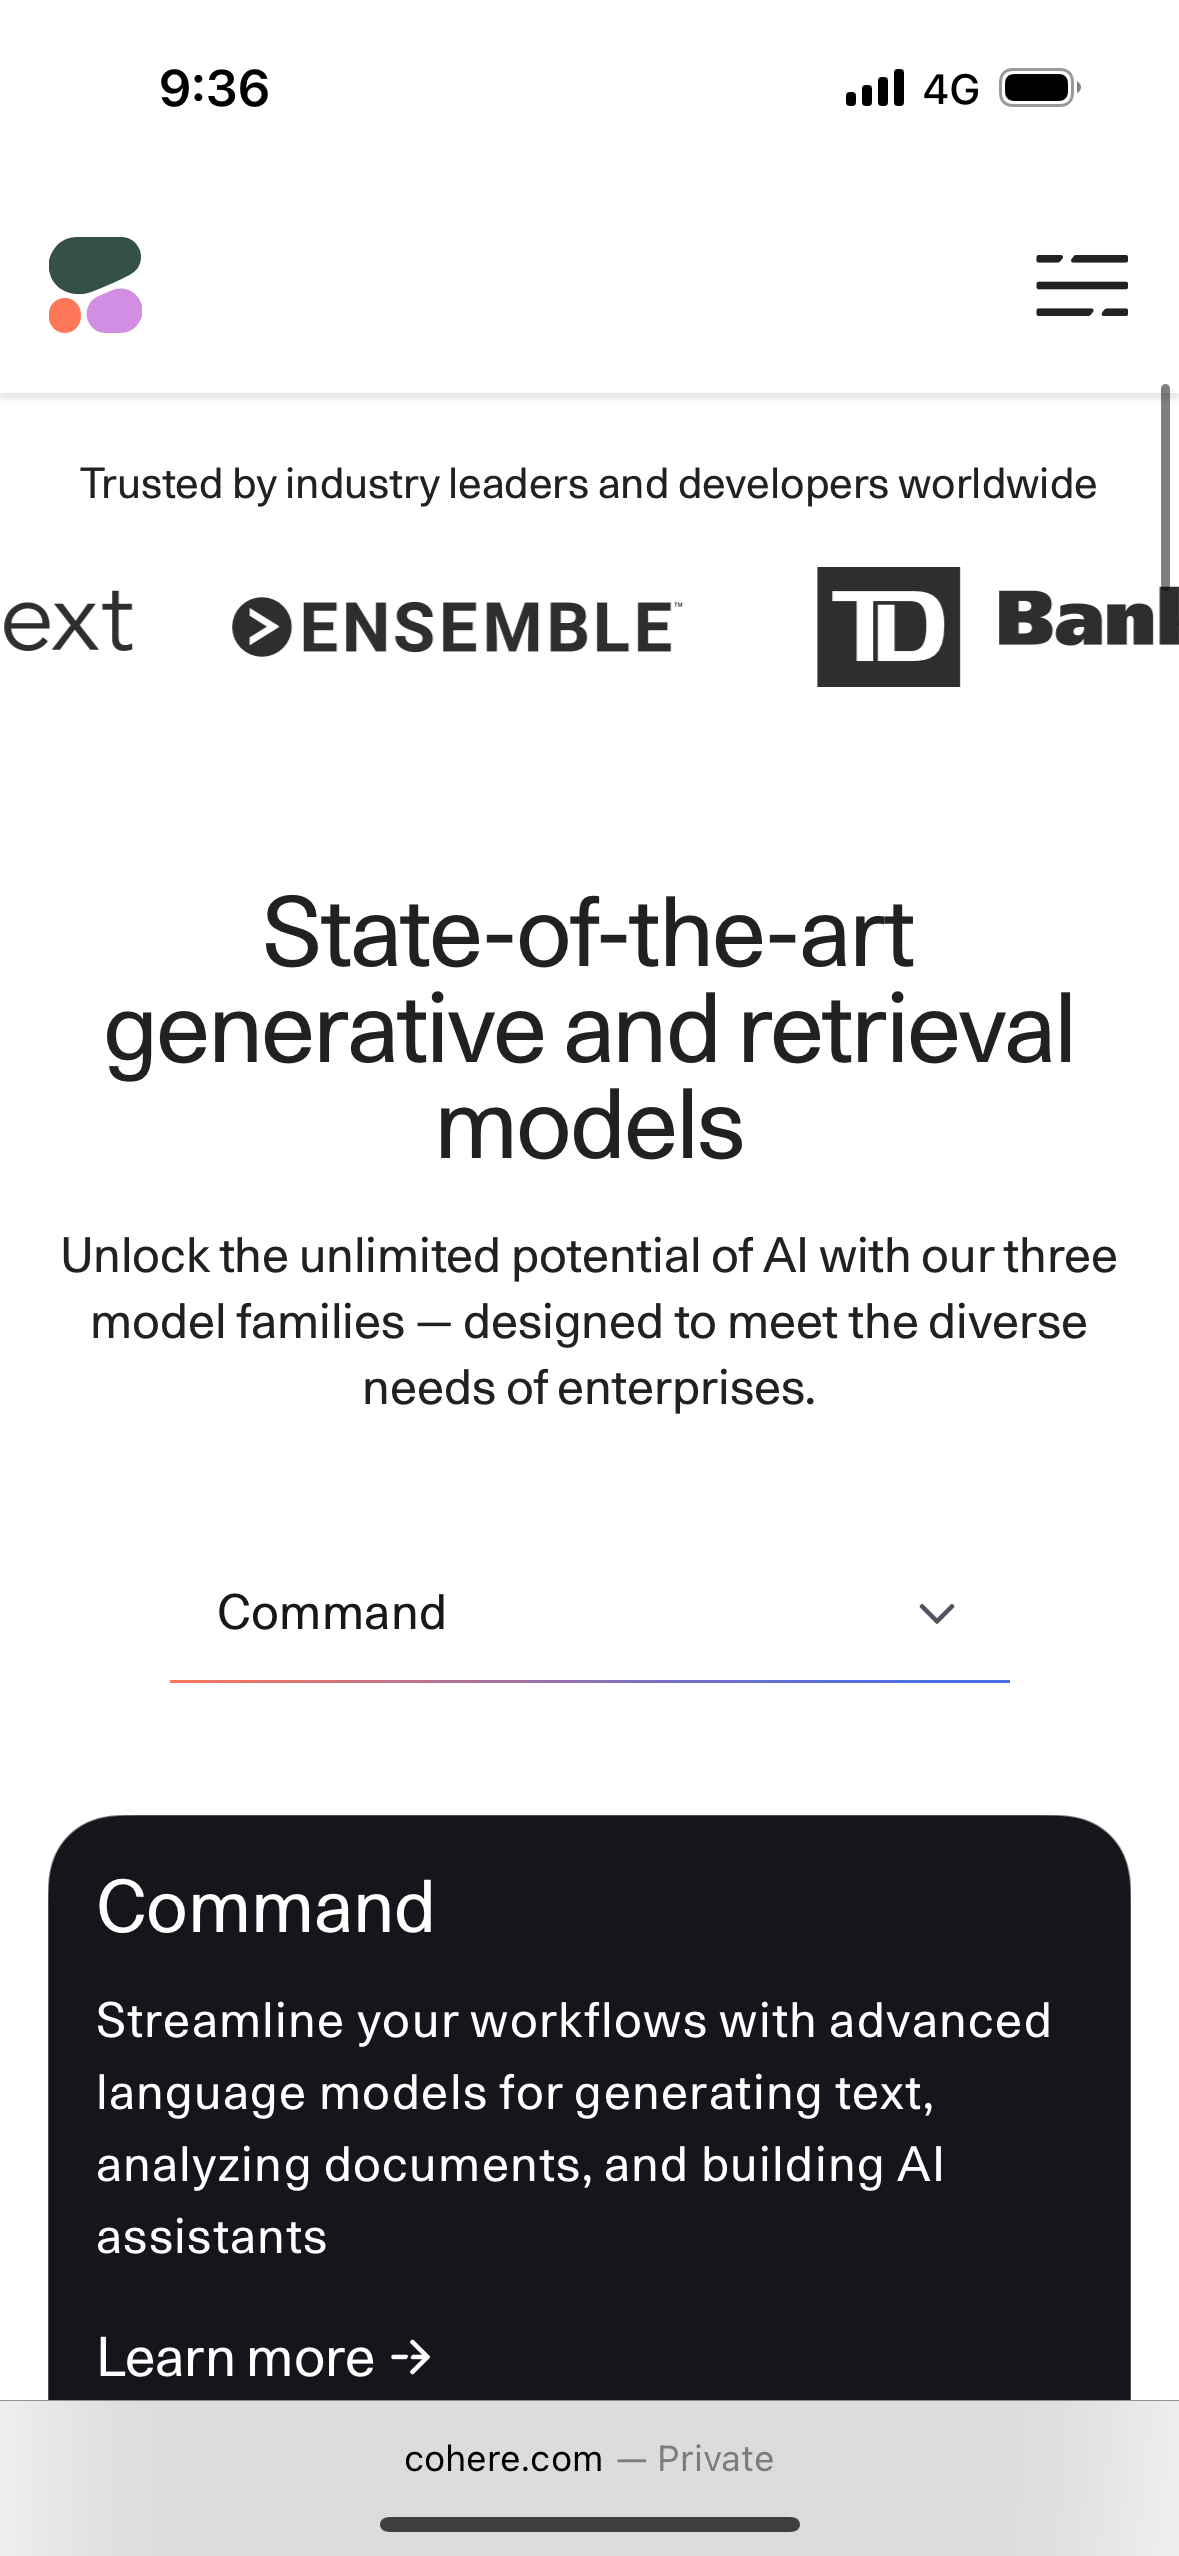 9:36 4G
Trusted by industry leaders and developers worldwide
ext ENSEMBLE™ TD Bank
State-of-the-art
generative and retrieval
models
Unlock the unlimited potential of AI with our three
model families — designed to meet the diverse
needs of enterprises.
Command
Command
Streamline your workflows with advanced
language models for generating text,
analyzing documents, and building AI
assistants
Learn more →
cohere.com — Private